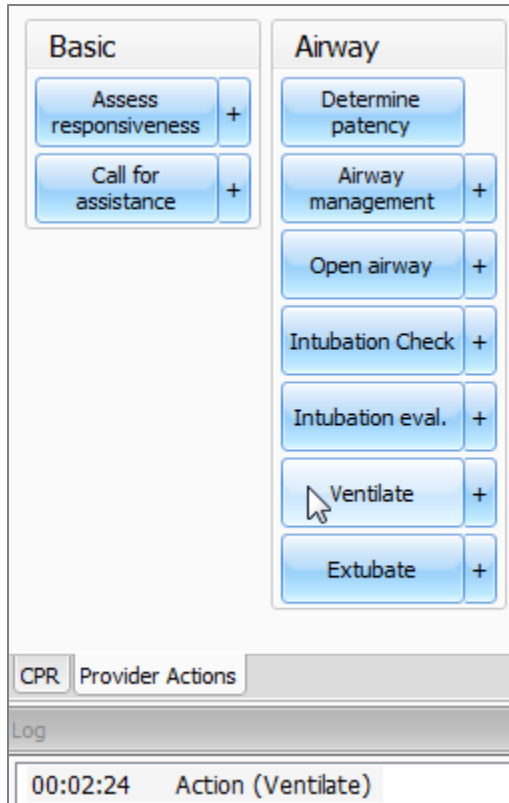 Basic
Assess
responsiveness +
Call for
assistance +
Airway
Determine
patency
Airway
management +
Open airway +
Intubation Check +
Intubation eval. +
Ventilate +
Extubate +
CPR Provider Actions
Log
00:02:24 Action (Ventilate)